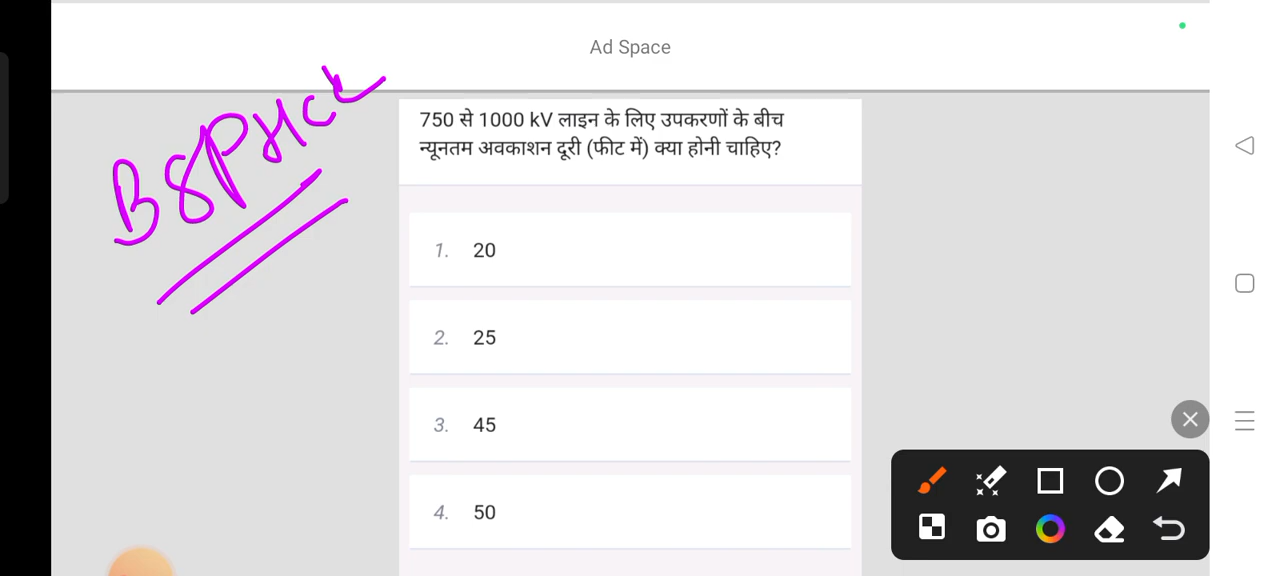 Ad Space
BSPHCL
750 से 1000 kV लाइन के लिए उपकरणों के बीच
न्यूनतम अवकाशन दूरी (फीट में) क्या होनी चाहिए?
1. 20
2. 25
3. 45
4. 50